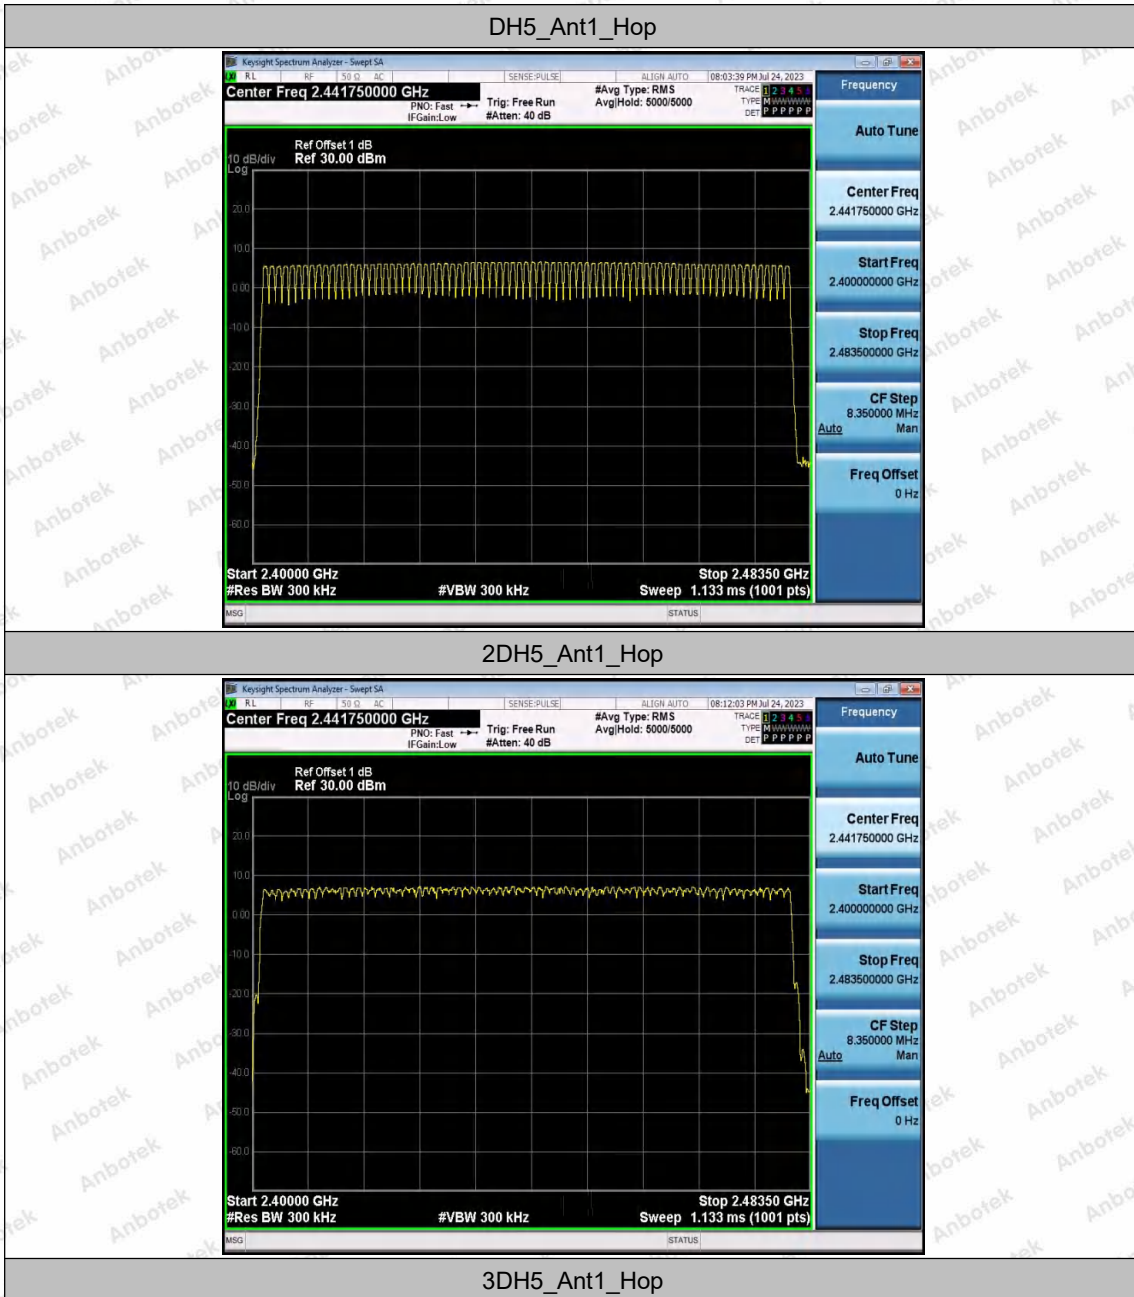 DH5_Ant1_Hop
Keysight Spectrum Analyzer - Swept SA
RL RF 50 Ω AC SENSE:PULSE ALIGN AUTO 08:03:39 PM Jul 24, 2023
Center Freq 2.441750000 GHz
PNO: Fast
IFGain:Low
Trig: Free Run
#Atten: 40 dB
#Avg Type: RMS
Avg|Hold: 5000/5000
TRACE 1 2 3 4 5 6
TYPE M WWWWW
DET P P P P P P
Ref Offset 1 dB
10 dB/div Ref 30.00 dBm
Log
20.0
10.0
0.00
-10.0
-20.0
-30.0
-40.0
-50.0
-60.0
Start 2.40000 GHz Stop 2.48350 GHz
#Res BW 300 kHz #VBW 300 kHz Sweep 1.133 ms (1001 pts)
MSG STATUS
Frequency
Auto Tune
Center Freq
2.441750000 GHz
Start Freq
2.400000000 GHz
Stop Freq
2.483500000 GHz
CF Step
8.350000 MHz
Auto Man
Freq Offset
0 Hz
2DH5_Ant1_Hop
Keysight Spectrum Analyzer - Swept SA
RL RF 50 Ω AC SENSE:PULSE ALIGN AUTO 08:12:03 PM Jul 24, 2023
Center Freq 2.441750000 GHz
PNO: Fast
IFGain:Low
Trig: Free Run
#Atten: 40 dB
#Avg Type: RMS
Avg|Hold: 5000/5000
TRACE 1 2 3 4 5 6
TYPE M WWWWW
DET P P P P P P
Ref Offset 1 dB
10 dB/div Ref 30.00 dBm
Log
20.0
10.0
0.00
-10.0
-20.0
-30.0
-40.0
-50.0
-60.0
Start 2.40000 GHz Stop 2.48350 GHz
#Res BW 300 kHz #VBW 300 kHz Sweep 1.133 ms (1001 pts)
MSG STATUS
Frequency
Auto Tune
Center Freq
2.441750000 GHz
Start Freq
2.400000000 GHz
Stop Freq
2.483500000 GHz
CF Step
8.350000 MHz
Auto Man
Freq Offset
0 Hz
3DH5_Ant1_Hop